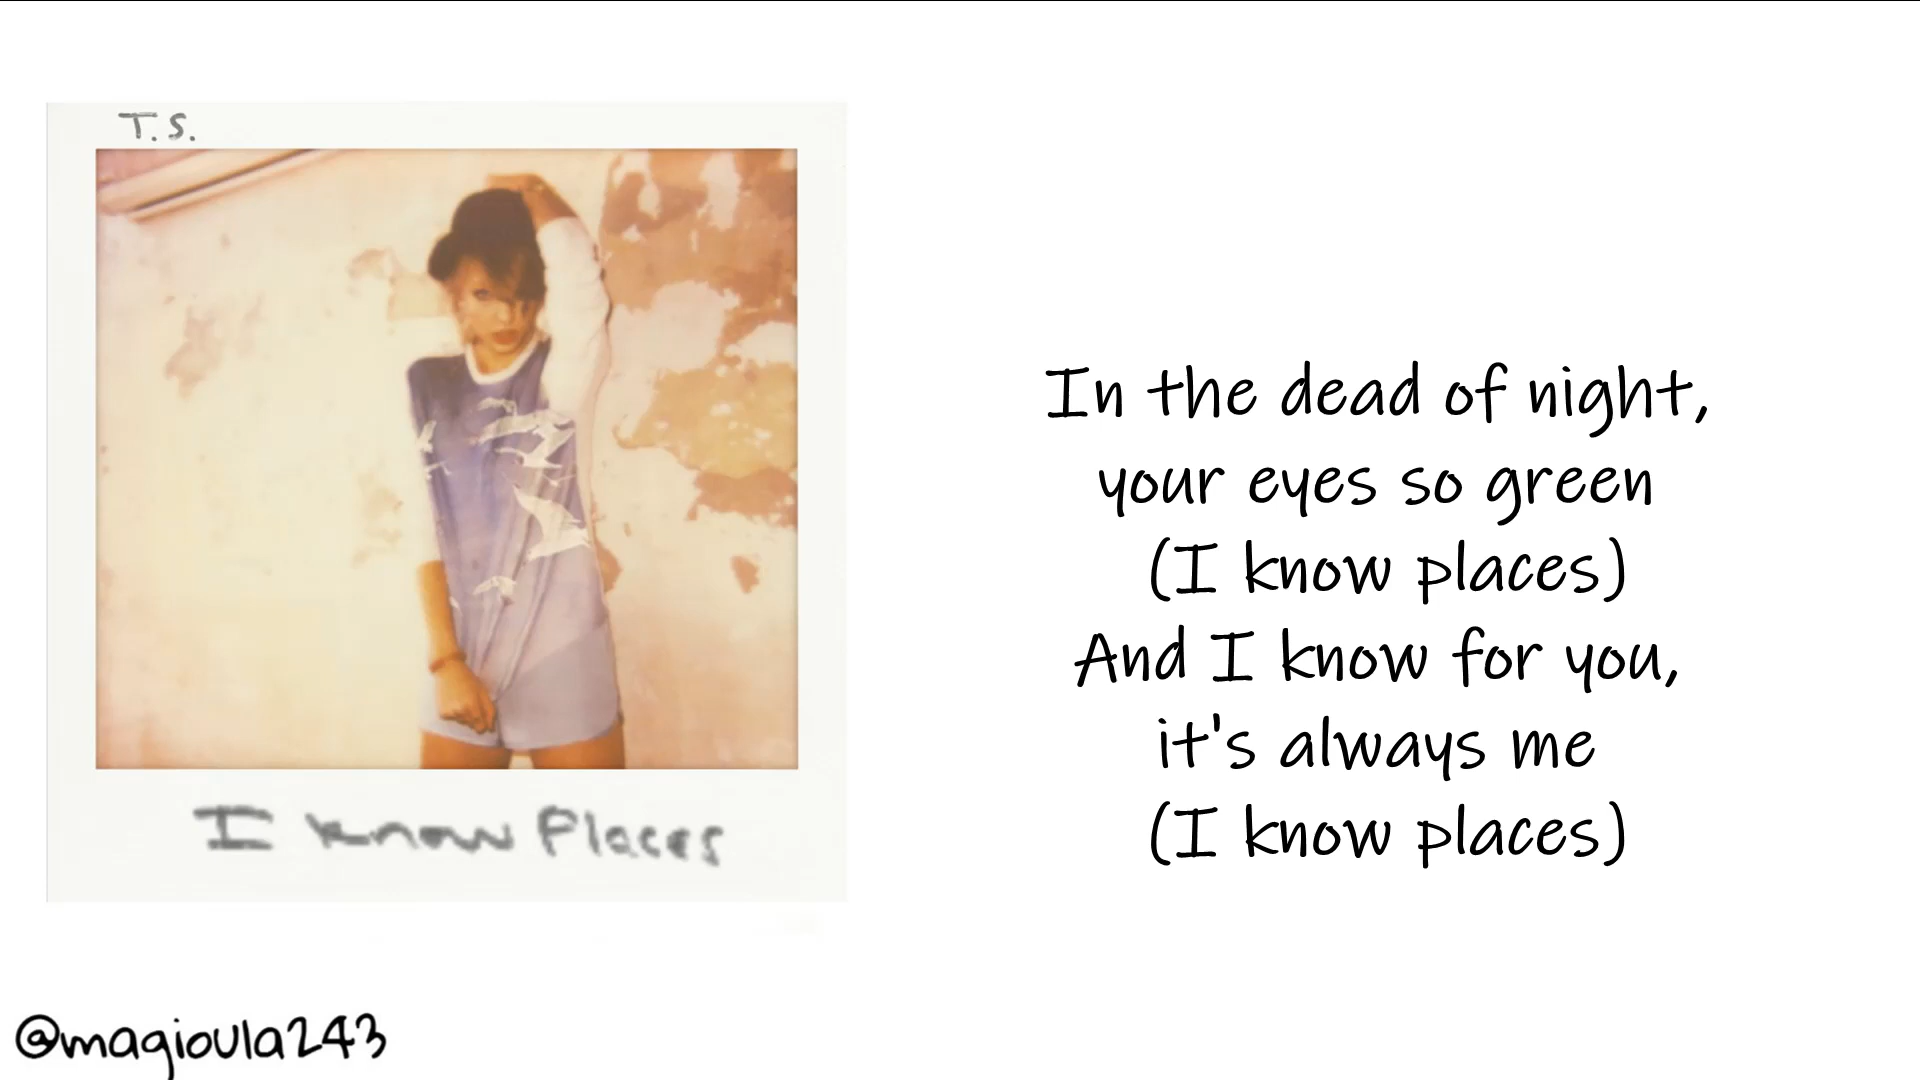 T.S.
I know Places
In the dead of night,
your eyes so green
(I know places)
And I know for you,
it's always me
(I know places)
@magioula243